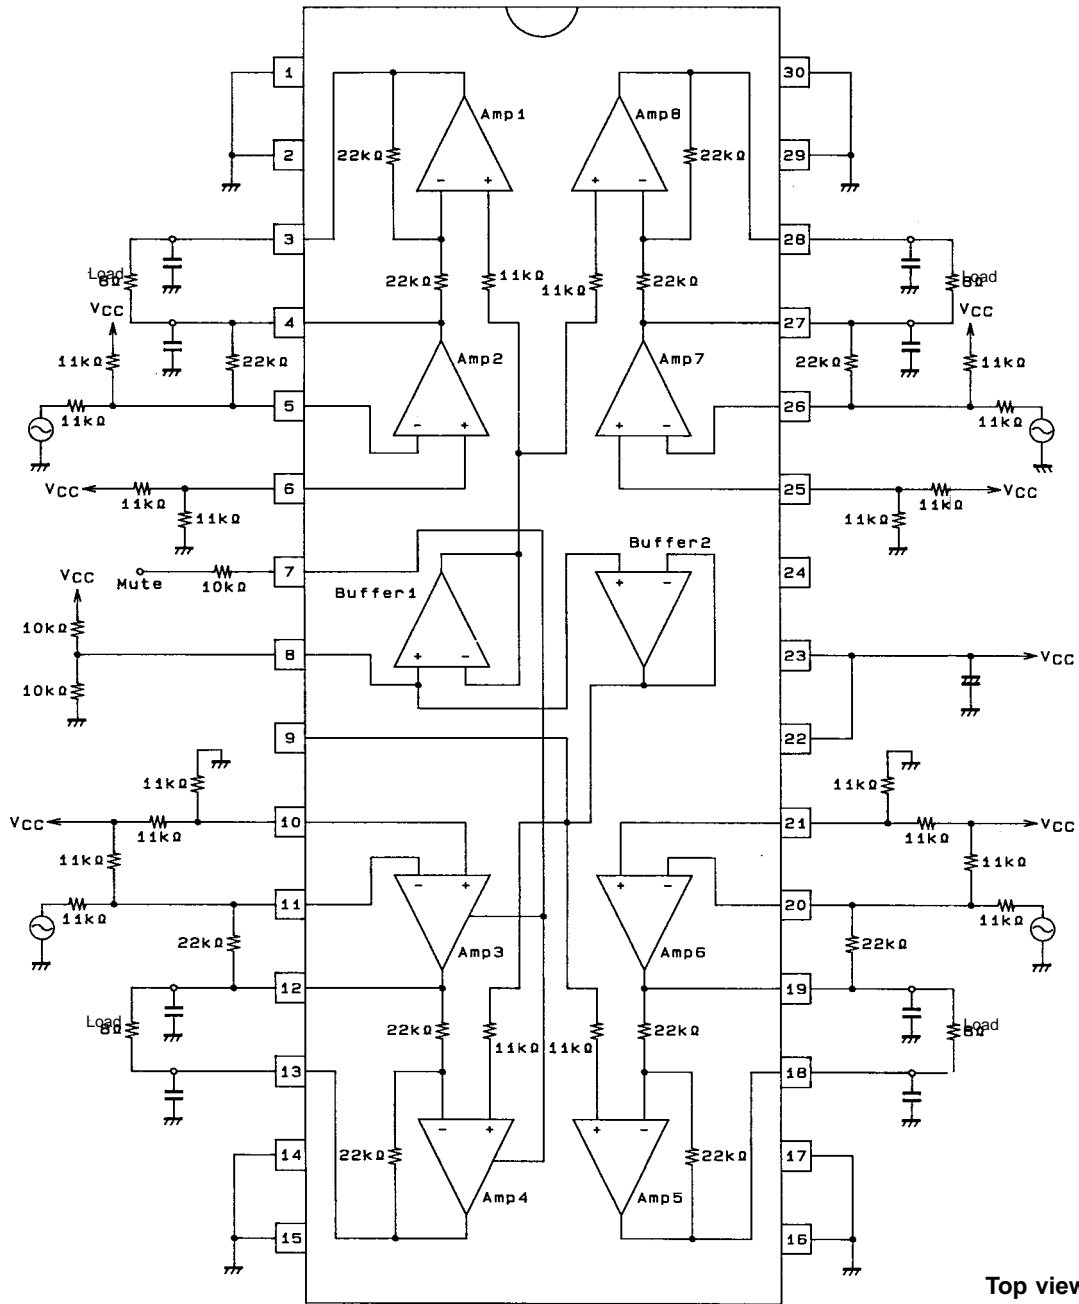 1
30
Amp1
Amp8
2
22kΩ
22kΩ
29
3
28
Load
8Ω
22kΩ
11kΩ
11kΩ
22kΩ
Load
8Ω
VCC
4
27
VCC
11kΩ
22kΩ
Amp2
Amp7
22kΩ
11kΩ
5
26
11kΩ
11kΩ
- +
+ -
VCC
11kΩ
6
25
11kΩ
VCC
11kΩ
11kΩ
Mute
10kΩ
7
Buffer1
Buffer2
24
VCC
10kΩ
8
23
VCC
10kΩ
9
22
11kΩ
11kΩ
VCC
11kΩ
10
21
11kΩ
VCC
11kΩ
11kΩ
11
20
11kΩ
11kΩ
22kΩ
Amp3
Amp6
22kΩ
12
19
Load
8Ω
22kΩ
11kΩ
11kΩ
22kΩ
Load
8Ω
13
18
14
22kΩ
22kΩ
17
Amp4
Amp5
15
16
Top view